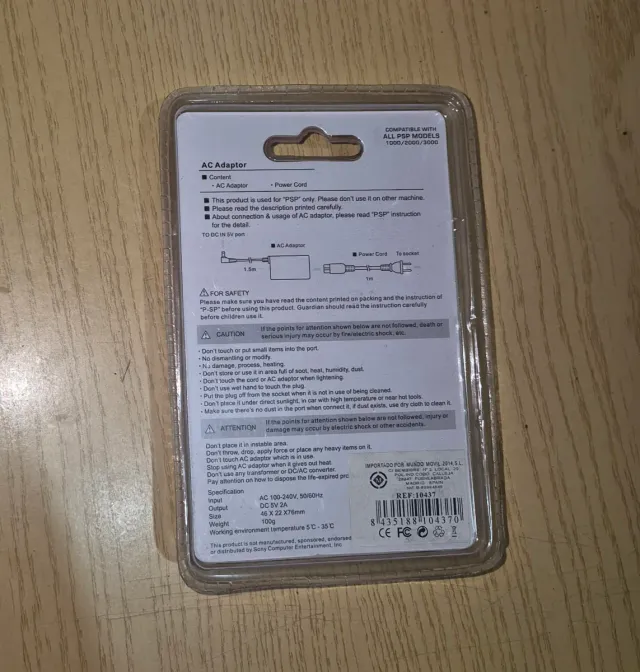 COMPATIBLE WITH
ALL PSP MODELS
1000/2000/3000
AC Adaptor
■ Content
• AC Adaptor • Power Cord
■ This product is used for "PSP" only. Please don't use it on other machine.
■ Please read the description printed carefully.
■ About connection & usage of AC adaptor, please read "PSP" instruction
for the detail.
TO DC IN 5V port
■ AC Adaptor
■ Power Cord To socket
1.5m
1m
⚠ FOR SAFETY
Please make sure you have read the content printed on packing and the instruction of
"P-SP" before using this product. Guardian should read the instruction carefully
before children use it.
⚠ CAUTION
If the points for attention shown below are not followed, death or
serious injury may occur by fire/electric shock, etc.
· Don't touch or put small items into the port.
· No dismantling or modify.
· No damage, process, heating.
· Don't store or use it in area full of soot, heat, humidity, dust.
· Don't touch the cord or AC adaptor when lightening.
· Don't use wet hand to touch the plug.
· Put the plug off from the socket when it is not in use of being cleaned.
· Don't place it under direct sunlight, in car with high temperature or near hot tools.
· Make sure there's no dust in the port when connect it, if dust exists, use dry cloth to clean it.
⚠ ATTENTION
If the points for attention shown below are not followed, injury or
damage may occur by electric shock or other accidents.
Don't place it in instable area.
Don't throw, drop, apply force or place any heavy items on it.
Don't touch AC adaptor which is in use.
Stop using AC adaptor when it gives out heat.
Don't use any transformer or DC/AC converter.
Pay attention on how to dispose the life-expired
Specification
Input AC 100-240V, 50/60Hz
Output DC 5V 2A
Size 46 X 22 X76mm
Weight 100g
Working environment temperature 5℃ - 35℃
This product is not manufactured, sponsored, endorsed
or distributed by Sony Computer Entertainment, Inc
IMPORTADO POR MUNDO MOVIL 2014 S.L.
MADRID SPAIN
REF:10437
8 435188 104370
CE FC